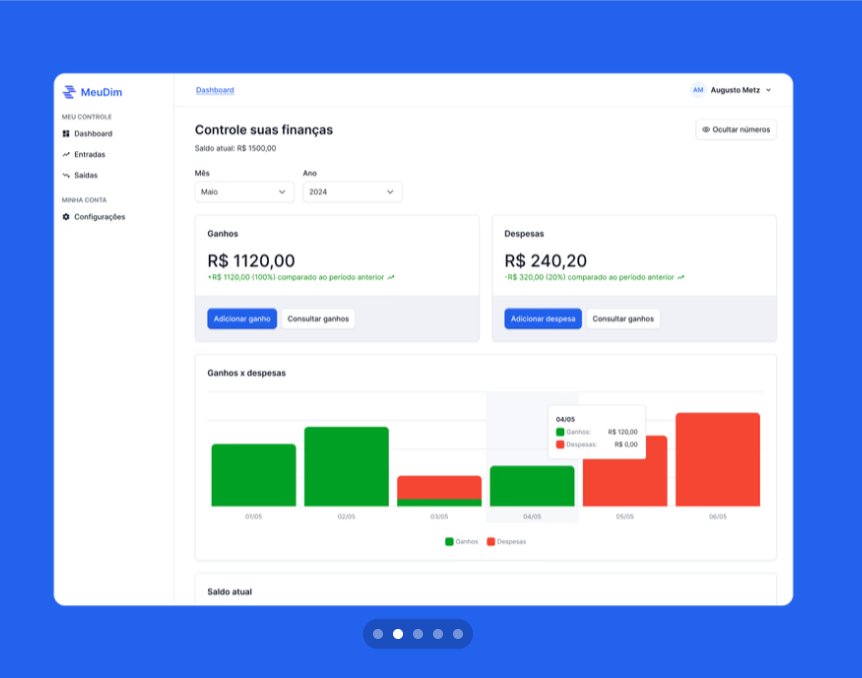 MeuDim
Dashboard
AM Augusto Metz
MEU CONTROLE
Dashboard
Entradas
Saídas
MINHA CONTA
Configurações
Controle suas finanças
Ocultar números
Saldo atual: R$ 1500,00
Mês
Ano
Maio
2024
Ganhos
R$ 1120,00
+R$ 1120,00 (100%) comparado ao período anterior
Adicionar ganho
Consultar ganhos
Despesas
R$ 240,20
-R$ 320,00 (20%) comparado ao período anterior
Adicionar despesa
Consultar ganhos
Ganhos x despesas
04/05
Ganhos: R$ 120,00
Despesas: R$ 0,00
01/05 02/05 03/05 04/05 05/05 06/05
Ganhos Despesas
Saldo atual